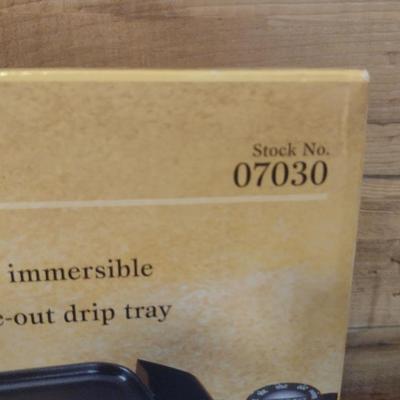 Stock No.
07030
immersible
-out drip tray